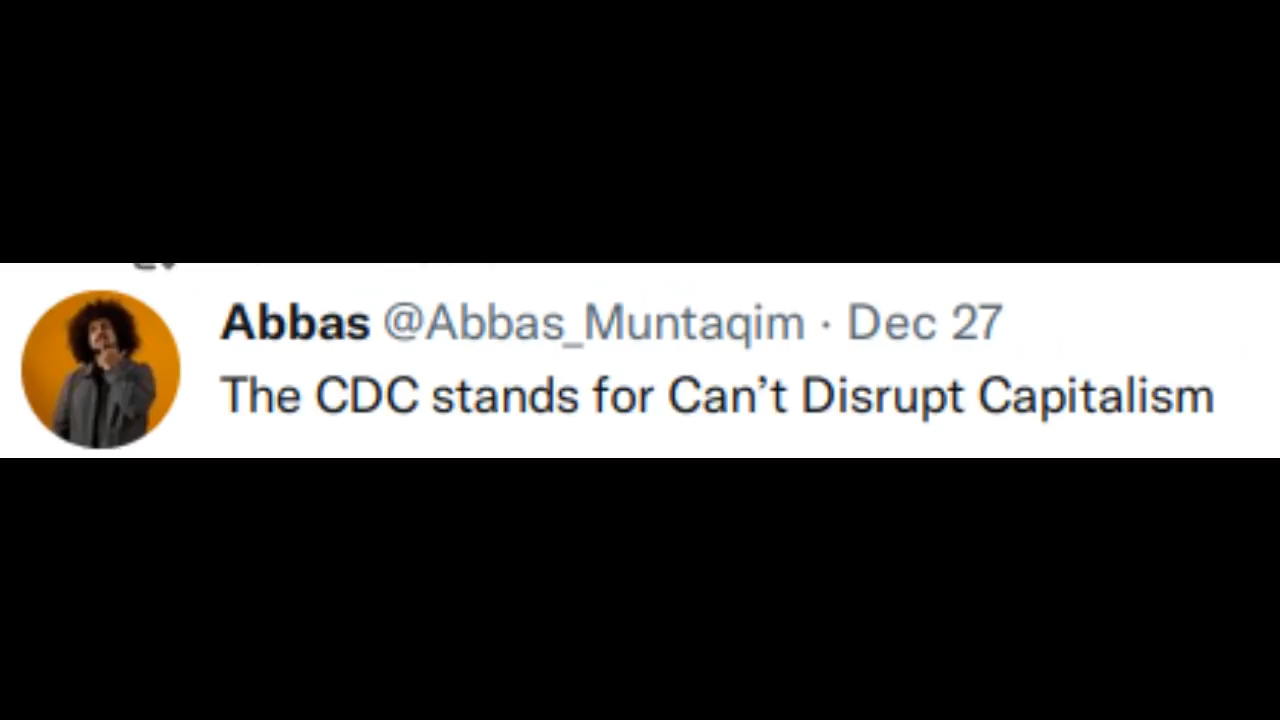 Abbas @Abbas_Muntaqim · Dec 27
The CDC stands for Can’t Disrupt Capitalism